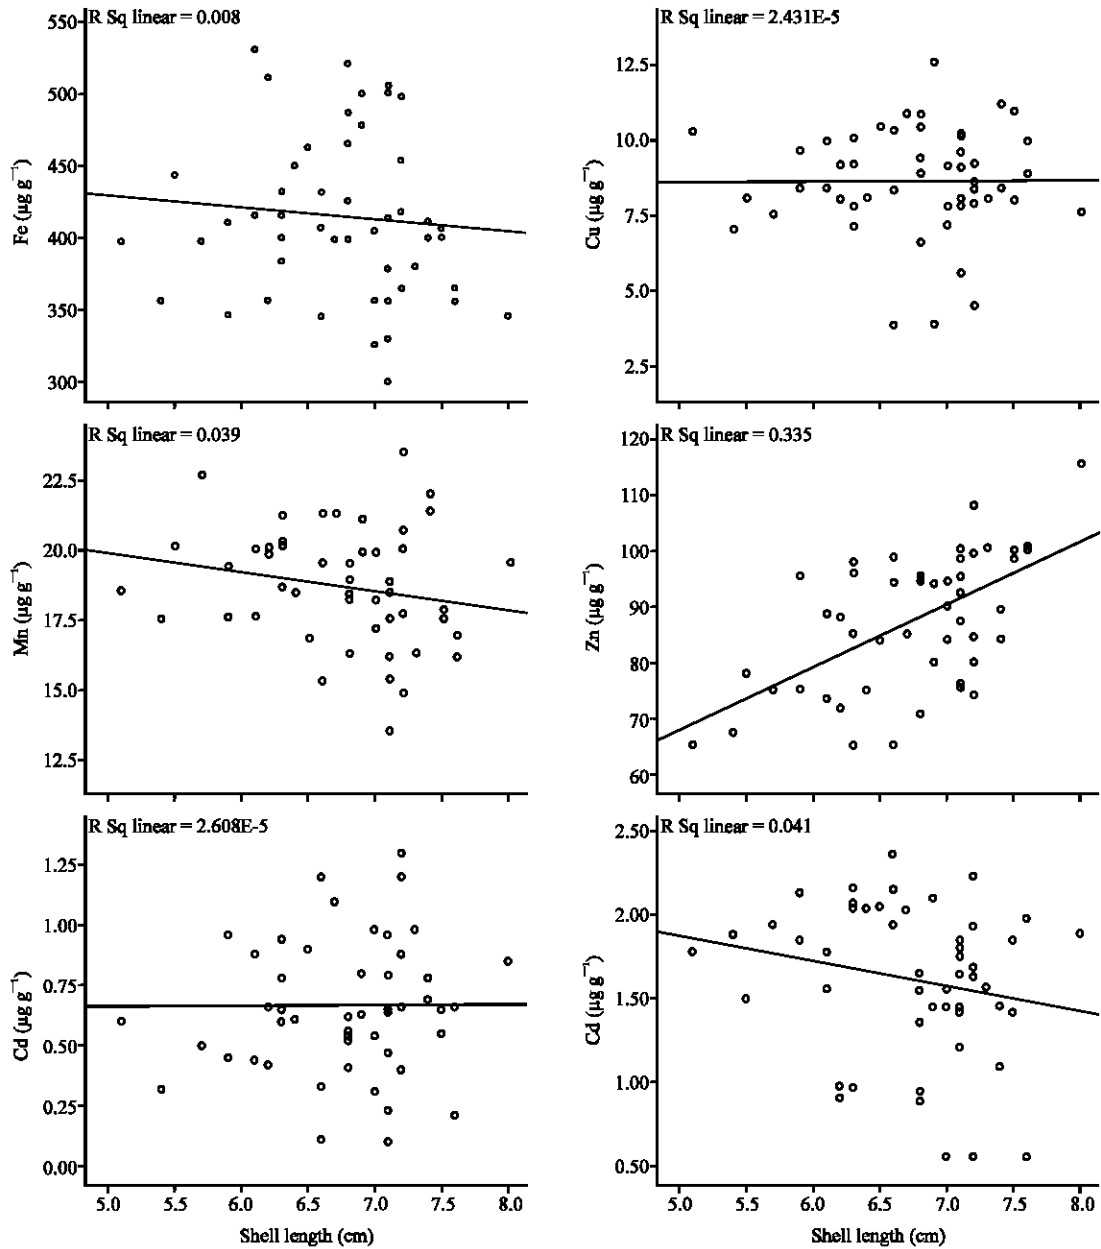 R Sq linear = 0.008
550
500
450
400
350
300
Fe (µg g⁻¹)
R Sq linear = 2.431E-5
12.5
10.0
7.5
5.0
2.5
Cu (µg g⁻¹)
R Sq linear = 0.039
22.5
20.0
17.5
15.0
12.5
Mn (µg g⁻¹)
R Sq linear = 0.335
120
110
100
90
80
70
60
Zn (µg g⁻¹)
R Sq linear = 2.608E-5
1.25
1.00
0.75
0.50
0.25
0.00
Cd (µg g⁻¹)
5.0 5.5 6.0 6.5 7.0 7.5 8.0
Shell length (cm)
R Sq linear = 0.041
2.50
2.00
1.50
1.00
0.50
Cd (µg g⁻¹)
5.0 5.5 6.0 6.5 7.0 7.5 8.0
Shell length (cm)